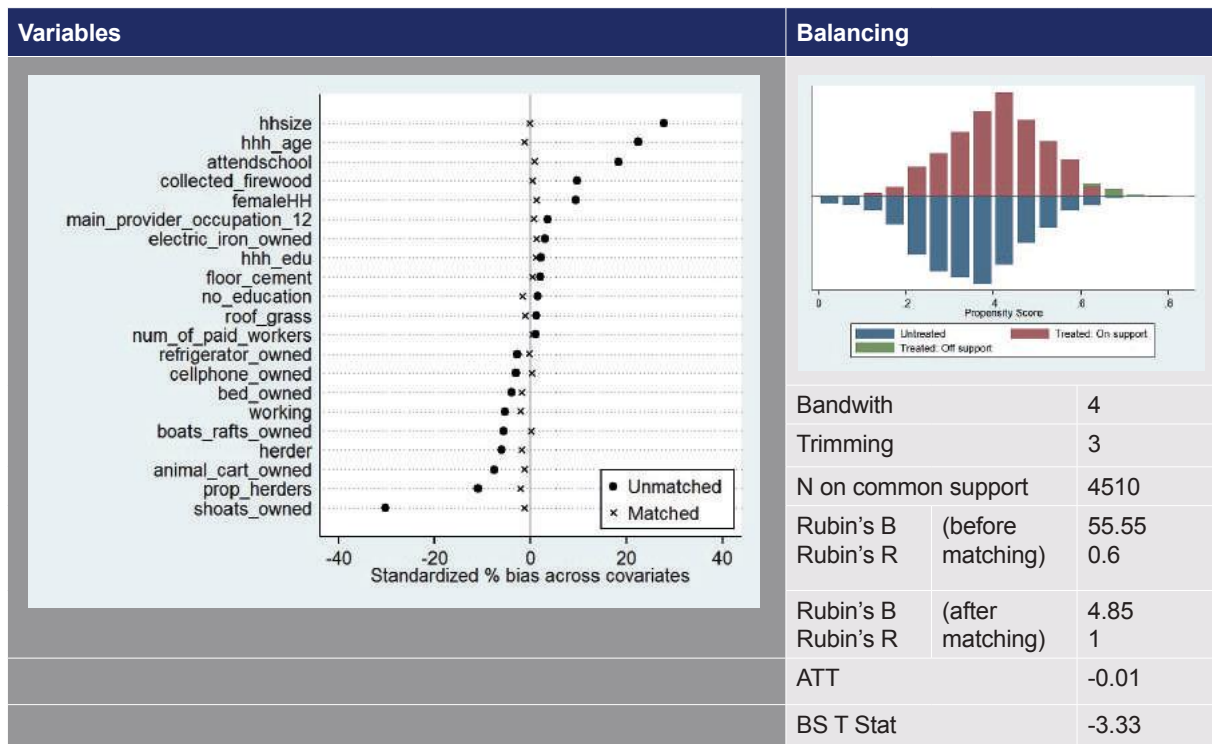 Variables
Balancing
hhsize
hhh_age
attendschool
collected_firewood
femaleHH
main_provider_occupation_12
electric_iron_owned
hhh_edu
floor_cement
no_education
roof_grass
num_of_paid_workers
refrigerator_owned
cellphone_owned
bed_owned
working
boats_rafts_owned
herder
animal_cart_owned
prop_herders
shoats_owned
Unmatched
Matched
-40 -20 0 20 40
Standardized % bias across covariates
0 .2 .4 .6 .8
Propensity Score
Untreated Treated: On support
Treated: Off support
Bandwith 4
Trimming 3
N on common support 4510
Rubin's B (before 55.55
Rubin's R matching) 0.6
Rubin's B (after 4.85
Rubin's R matching) 1
ATT -0.01
BS T Stat -3.33